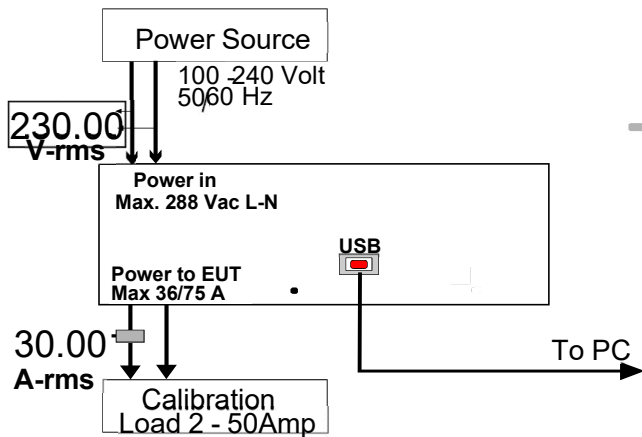 Power Source
100 -240 Volt
50/60 Hz
230.00
V-rms
Power in
Max. 288 Vac L-N
USB
Power to EUT
Max 36/75 A
30.00
A-rms
To PC
Calibration
Load 2 - 50Amp